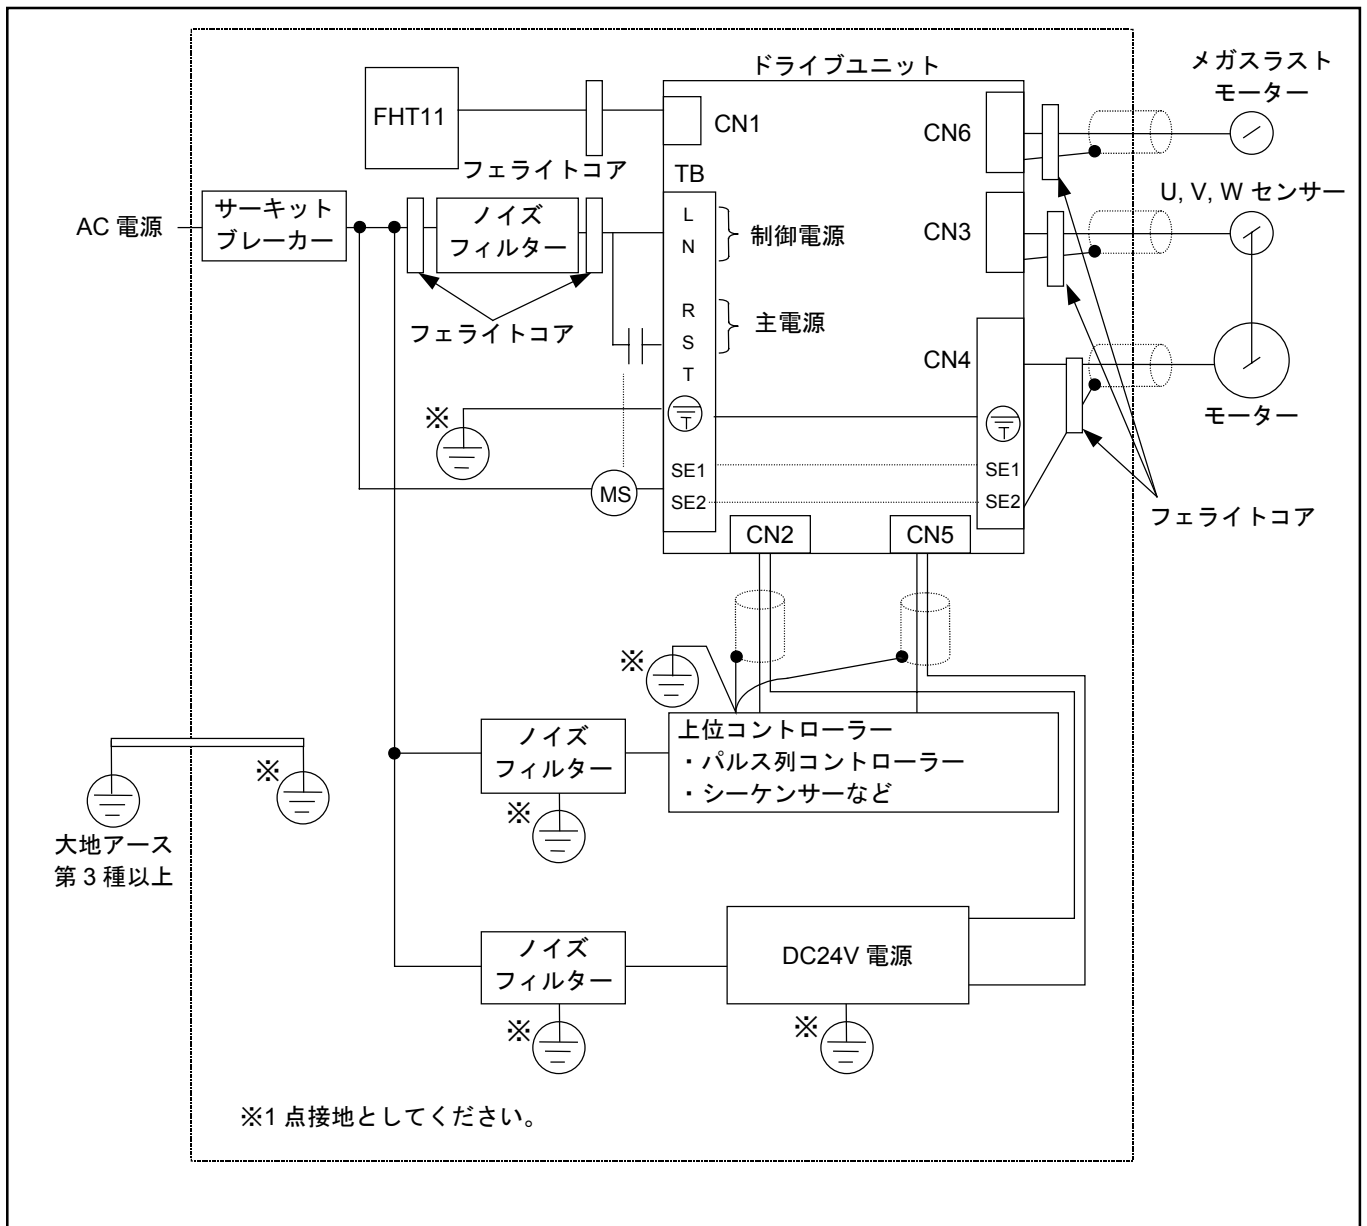 ドライブユニット
メガスラスト
モーター
FHT11
CN1
CN6
フェライトコア
TB
U, V, W センサー
AC 電源
サーキット
ブレーカー
ノイズ
フィルター
L
N
制御電源
CN3
フェライトコア
R
S
T
主電源
CN4
モーター
※
SE1
SE2
MS
SE1
SE2
フェライトコア
CN2
CN5
※
ノイズ
フィルター
上位コントローラー
・パルス列コントローラー
・シーケンサーなど
※
※
大地アース
第 3 種以上
ノイズ
フィルター
DC24V 電源
※
※
※1 点接地としてください。